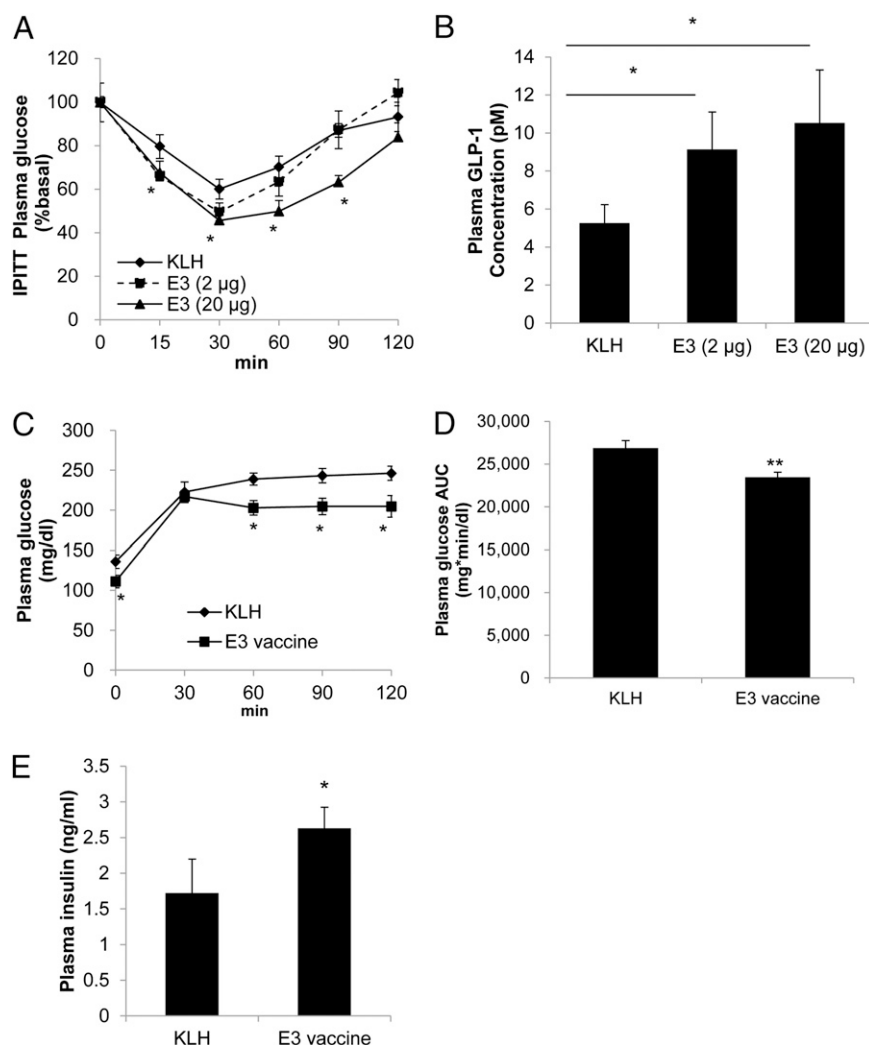 A
IPITT Plasma glucose
(%basal)
120
100
80
60
40
20
0
*
*
*
*
KLH
E3 (2 µg)
E3 (20 µg)
0
15
30
60
90
120
min
B
Plasma GLP-1
Concentration (pM)
14
12
10
8
6
4
2
0
*
*
KLH
E3 (2 µg)
E3 (20 µg)
C
Plasma glucose
(mg/dl)
300
250
200
150
100
50
0
*
*
*
*
KLH
E3 vaccine
0
30
60
90
120
min
D
Plasma glucose AUC
(mg*min/dl)
30,000
25,000
20,000
15,000
10,000
5,000
0
**
KLH
E3 vaccine
E
Plasma insulin (ng/ml)
3.5
3
2.5
2
1.5
1
0.5
0
*
KLH
E3 vaccine